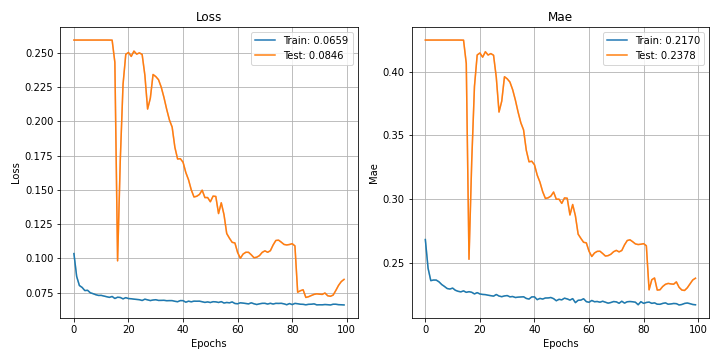 Loss
Train: 0.0659
Test: 0.0846
0.250
0.225
0.200
0.175
0.150
0.125
0.100
0.075
Loss
0 20 40 60 80 100
Epochs
Mae
Train: 0.2170
Test: 0.2378
0.40
0.35
0.30
0.25
Mae
0 20 40 60 80 100
Epochs